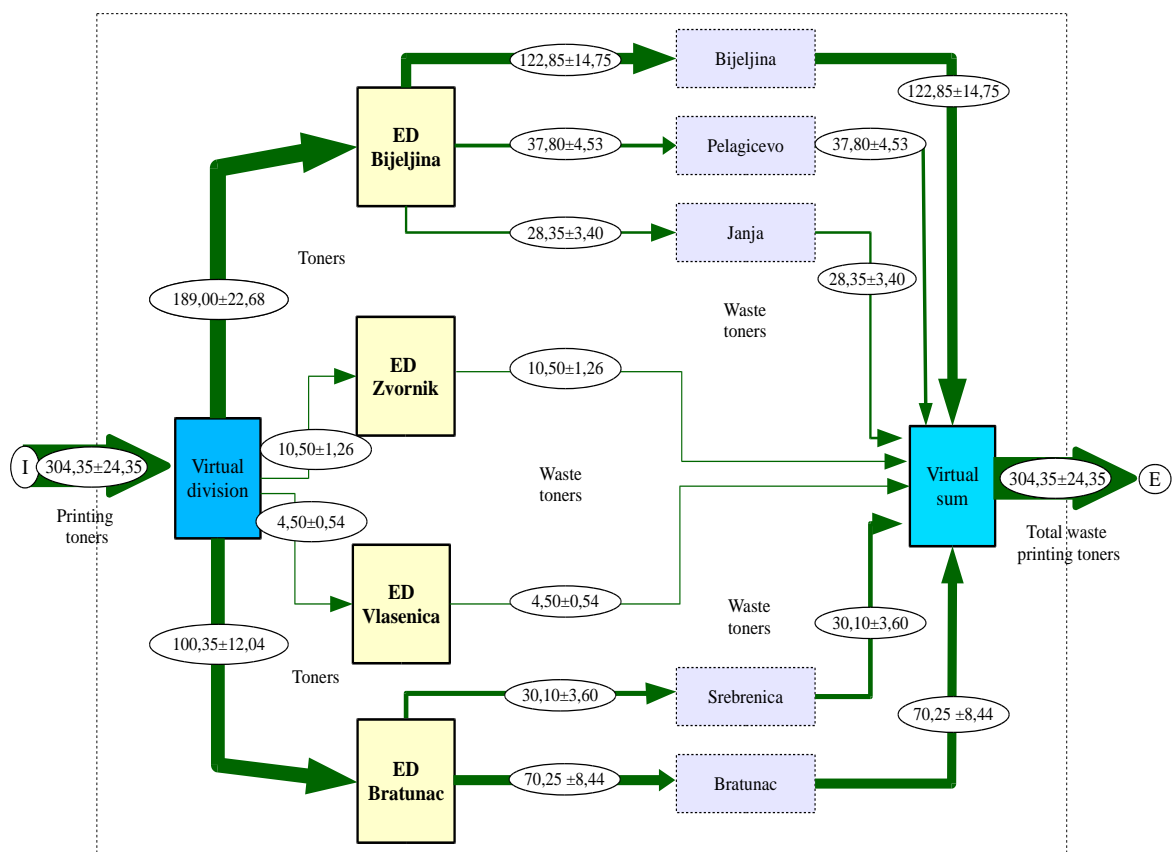 122,85±14,75
Bijeljina
122,85±14,75
ED
Bijeljina
37,80±4,53
Pelagicevo
37,80±4,53
28,35±3,40
Janja
28,35±3,40
Toners
189,00±22,68
Waste
toners
ED
Zvornik
10,50±1,26
10,50±1,26
I
304,35±24,35
Printing
toners
Virtual
division
Waste
toners
Virtual
sum
304,35±24,35
E
Total waste
printing toners
4,50±0,54
ED
Vlasenica
4,50±0,54
Waste
toners
30,10±3,60
100,35±12,04
Toners
30,10±3,60
Srebrenica
70,25 ±8,44
ED
Bratunac
70,25 ±8,44
Bratunac